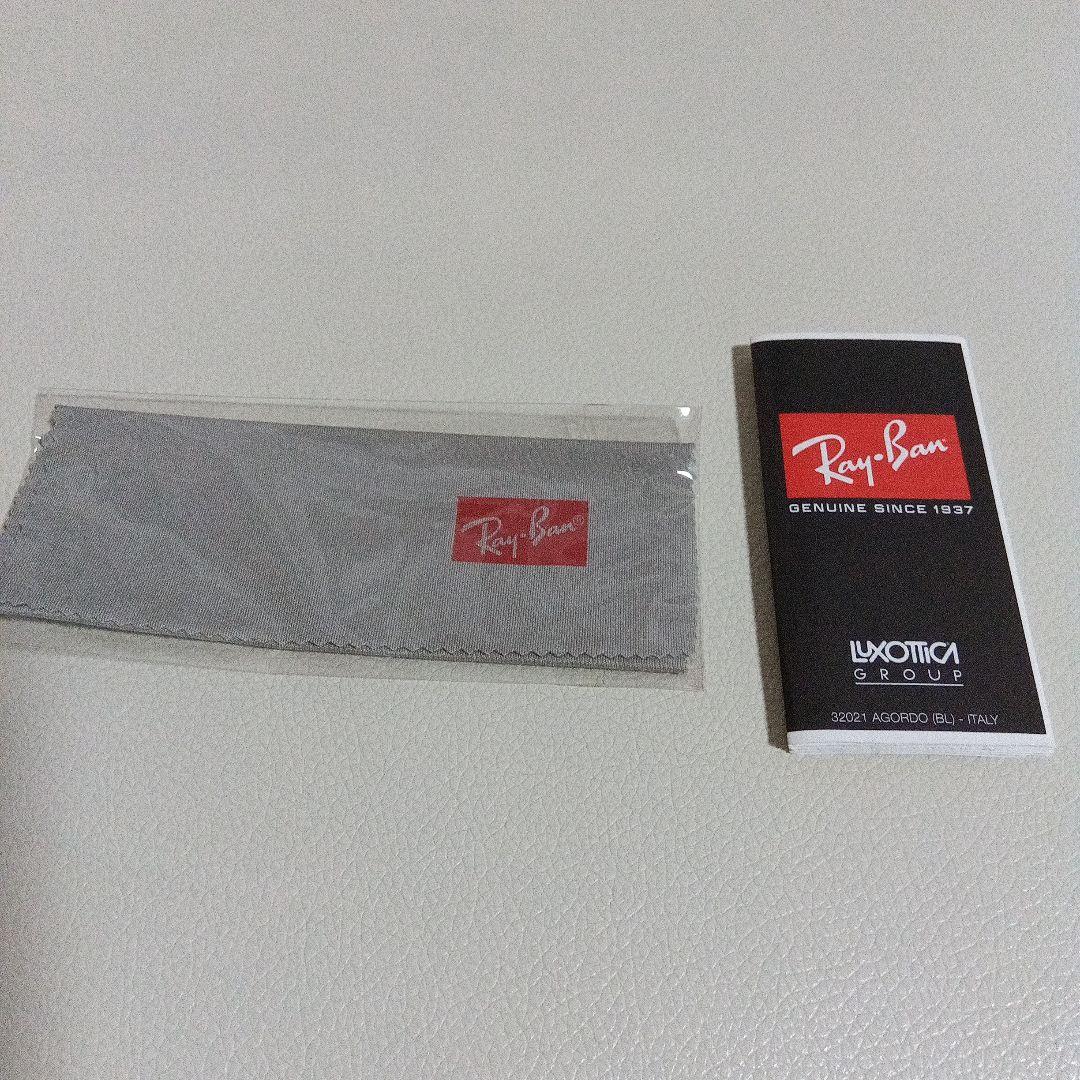 Ray-Ban®
Ray-Ban
GENUINE SINCE 1937
LUXOTTICA
GROUP
32021 AGORDO (BL) - ITALY